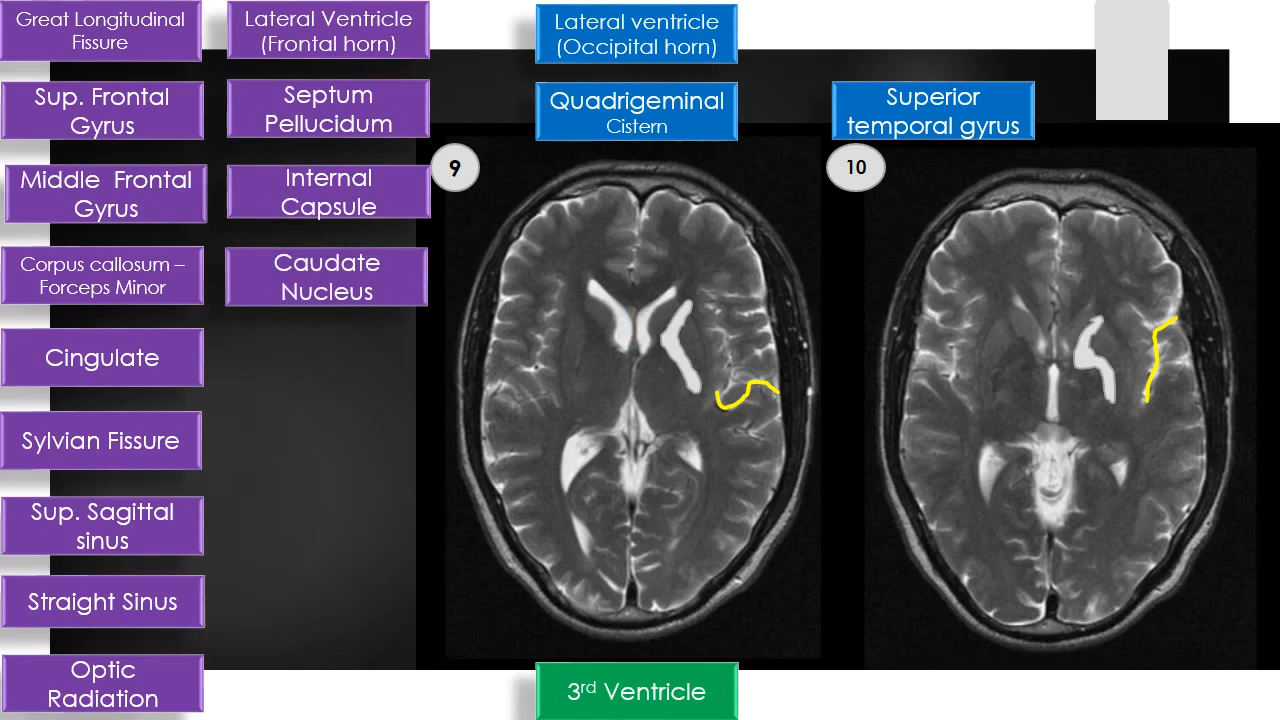 Great Longitudinal
Fissure
Lateral Ventricle
(Frontal horn)
Lateral ventricle
(Occipital horn)
Sup. Frontal
Gyrus
Septum
Pellucidum
Quadrigeminal
Cistern
Superior
temporal gyrus
Middle Frontal
Gyrus
Internal
Capsule
9
10
Corpus callosum –
Forceps Minor
Caudate
Nucleus
Cingulate
Sylvian Fissure
Sup. Sagittal
sinus
Straight Sinus
Optic
Radiation
3rd Ventricle